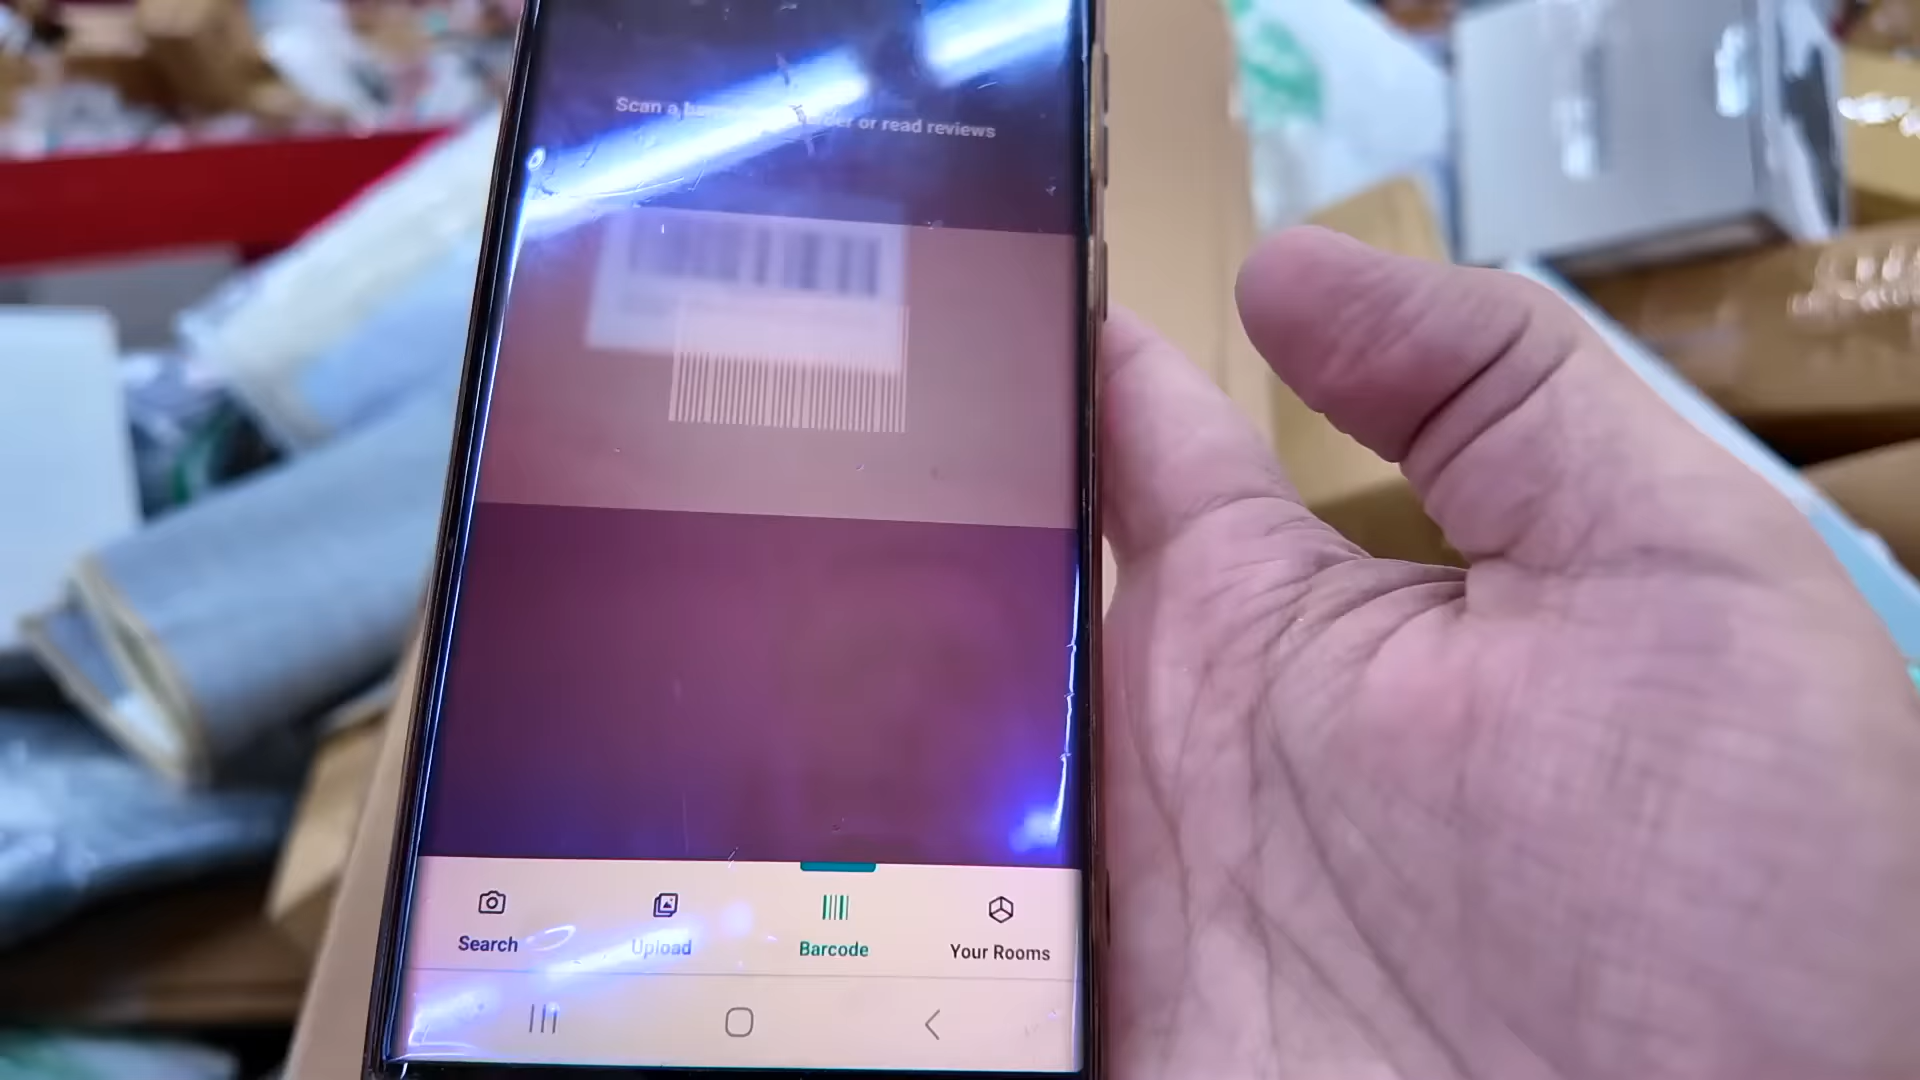 Scan a or read reviews
Search
Upload
Barcode
Your Rooms